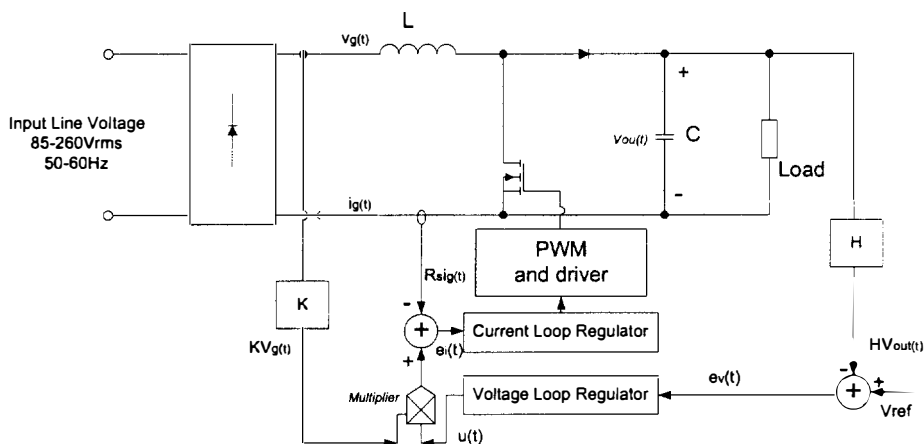 L
Vg(t)
Input Line Voltage
85-260Vrms
50-60Hz
+
Vou(t)
C
-
Load
ig(t)
PWM
and driver
H
Rsig(t)
K
-
+
Current Loop Regulator
ei(t)
+
KVg(t)
HVout(t)
Multiplier
Voltage Loop Regulator
ev(t)
-
+
+
Vref
u(t)